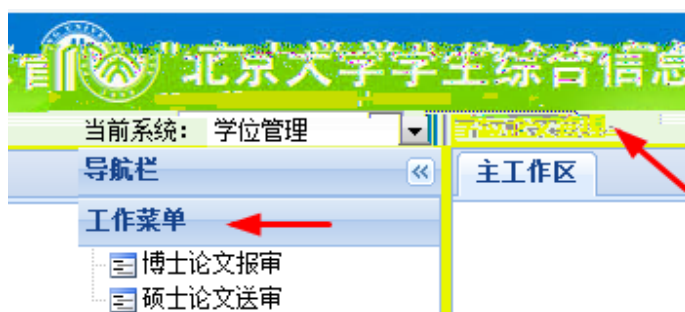 北京大学学生综合信息
当前系统： 学位管理
导航栏
主工作区
工作菜单
博士论文报审
硕士论文送审